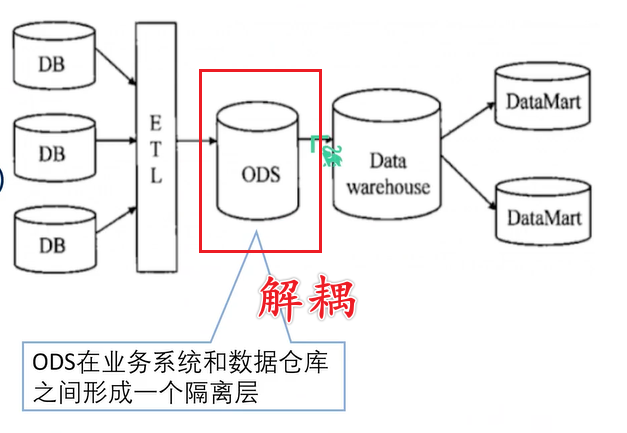 DB
DB
DB
E
T
L
ODS
Data
warehouse
DataMart
DataMart
解耦
ODS在业务系统和数据仓库
之间形成一个隔离层